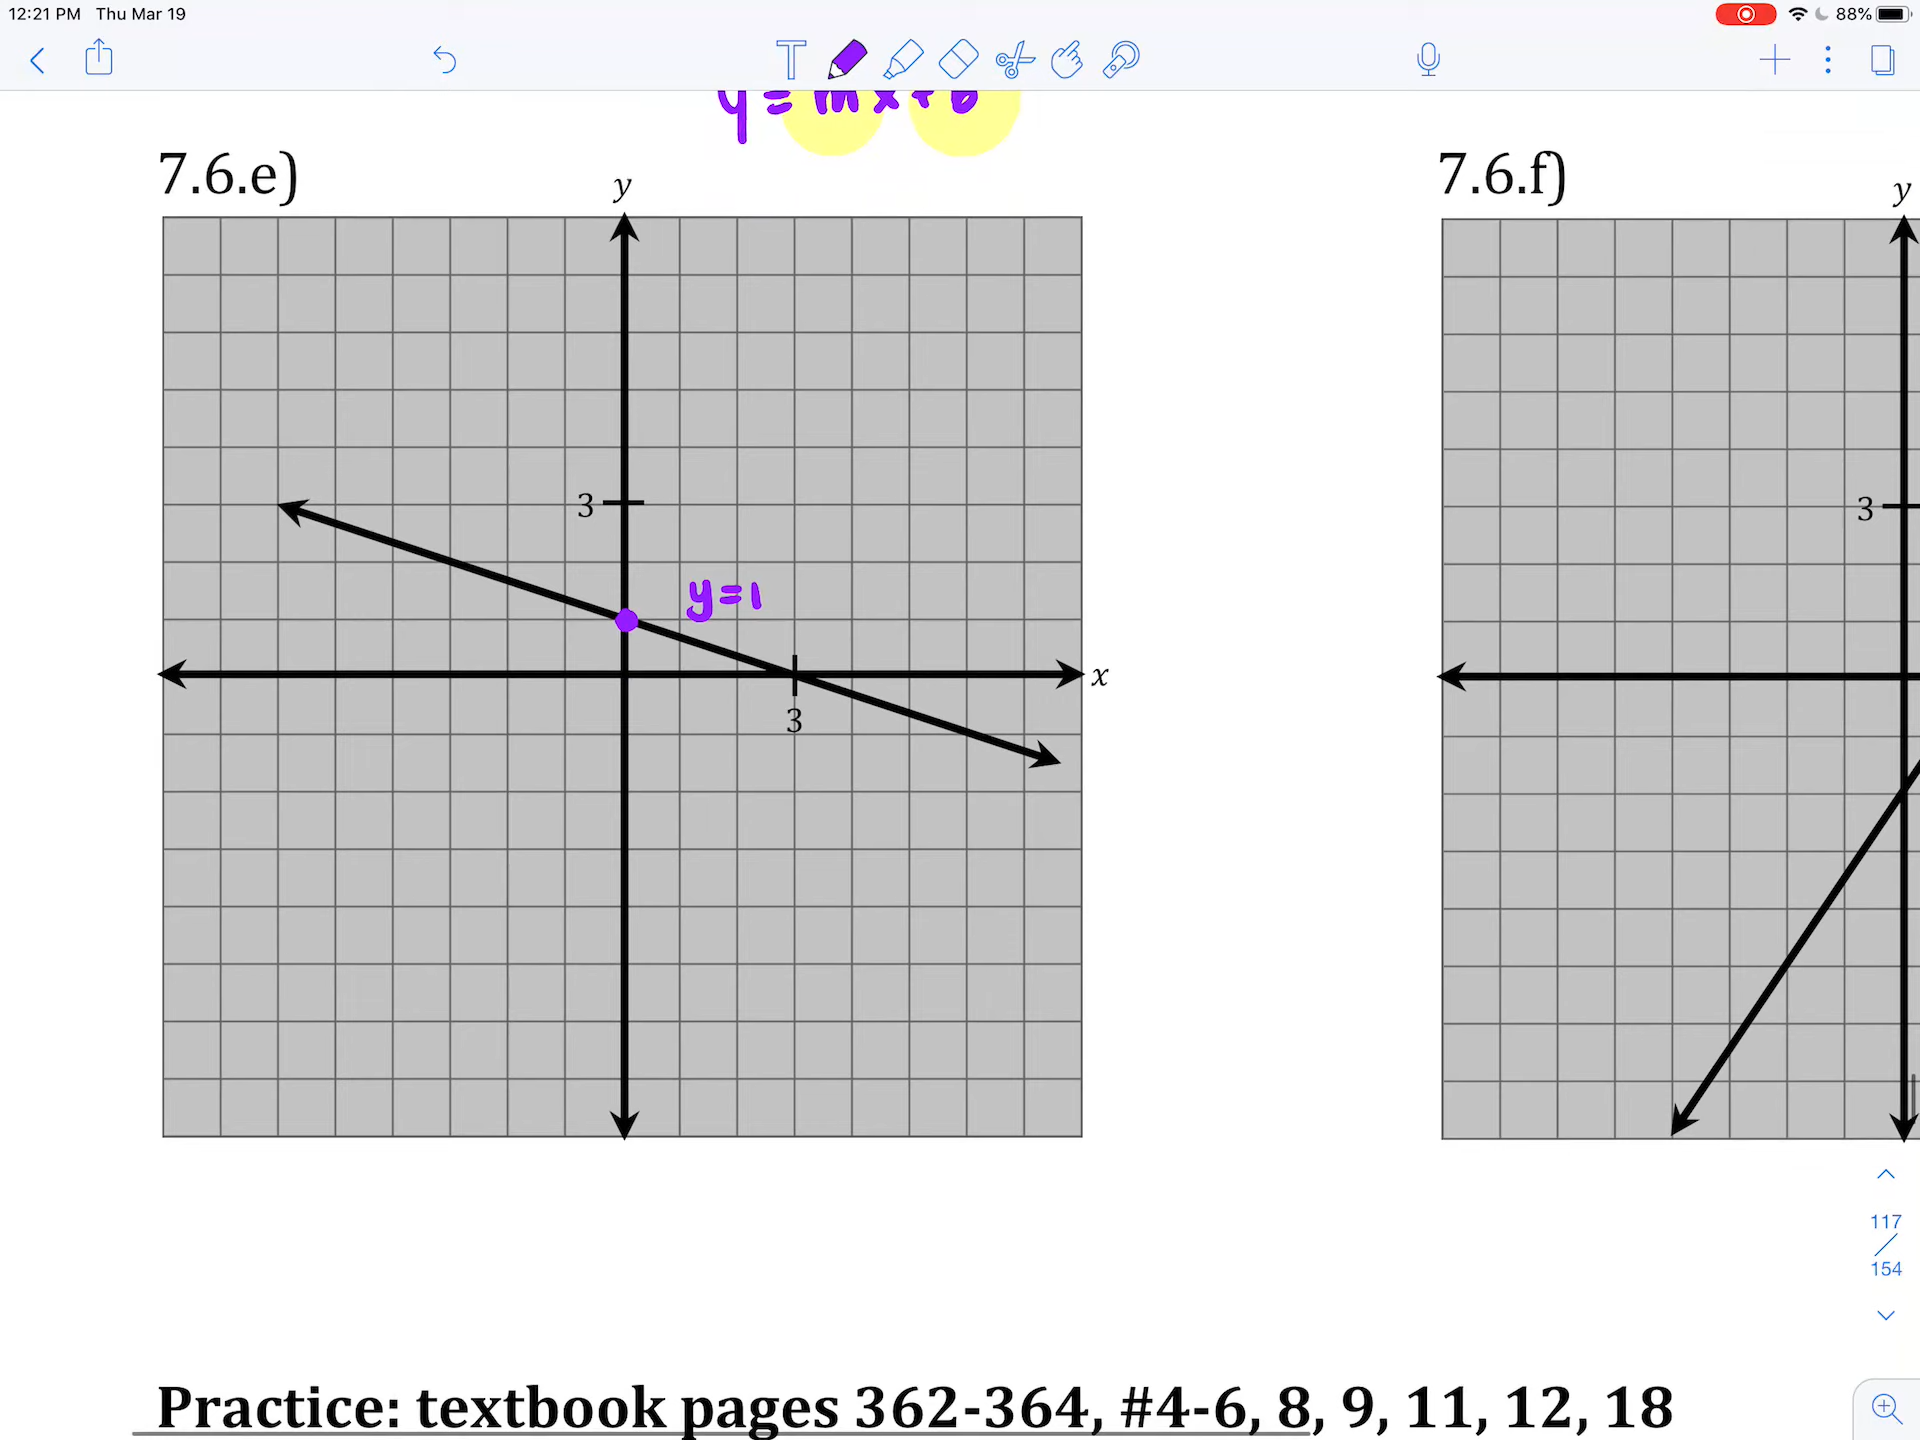 12:21 PM Thu Mar 19
88%
y = mx + b
7.6.e)
7.6.f)
y
y
3
3
y=1
x
3
117
154
Practice: textbook pages 362-364, #4-6, 8, 9, 11, 12, 18